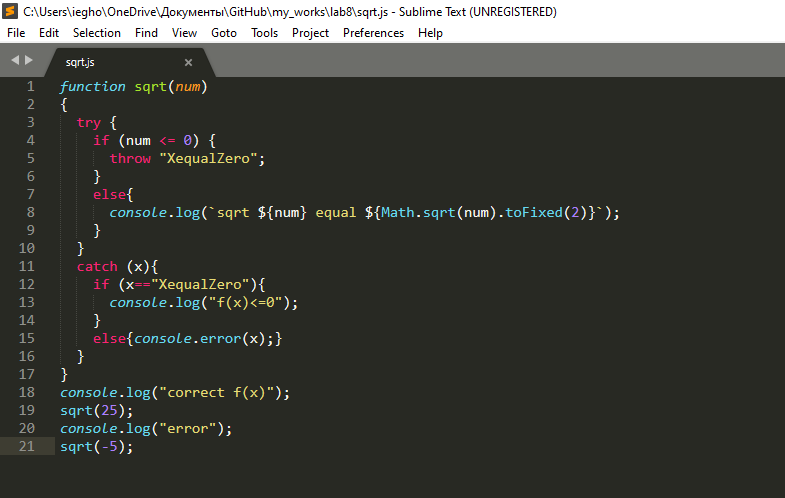 C:\Users\iegho\OneDrive\Документы\GitHub\my_works\lab8\sqrt.js - Sublime Text (UNREGISTERED)
File Edit Selection Find View Goto Tools Project Preferences Help
sqrt.js ×
1 function sqrt(num)
2 {
3 try {
4 if (num <= 0) {
5 throw "XequalZero";
6 }
7 else{
8 console.log(`sqrt ${num} equal ${Math.sqrt(num).toFixed(2)}`);
9 }
10 }
11 catch (x){
12 if (x=="XequalZero"){
13 console.log("f(x)<=0");
14 }
15 else{console.error(x);}
16 }
17 }
18 console.log("correct f(x)");
19 sqrt(25);
20 console.log("error");
21 sqrt(-5);